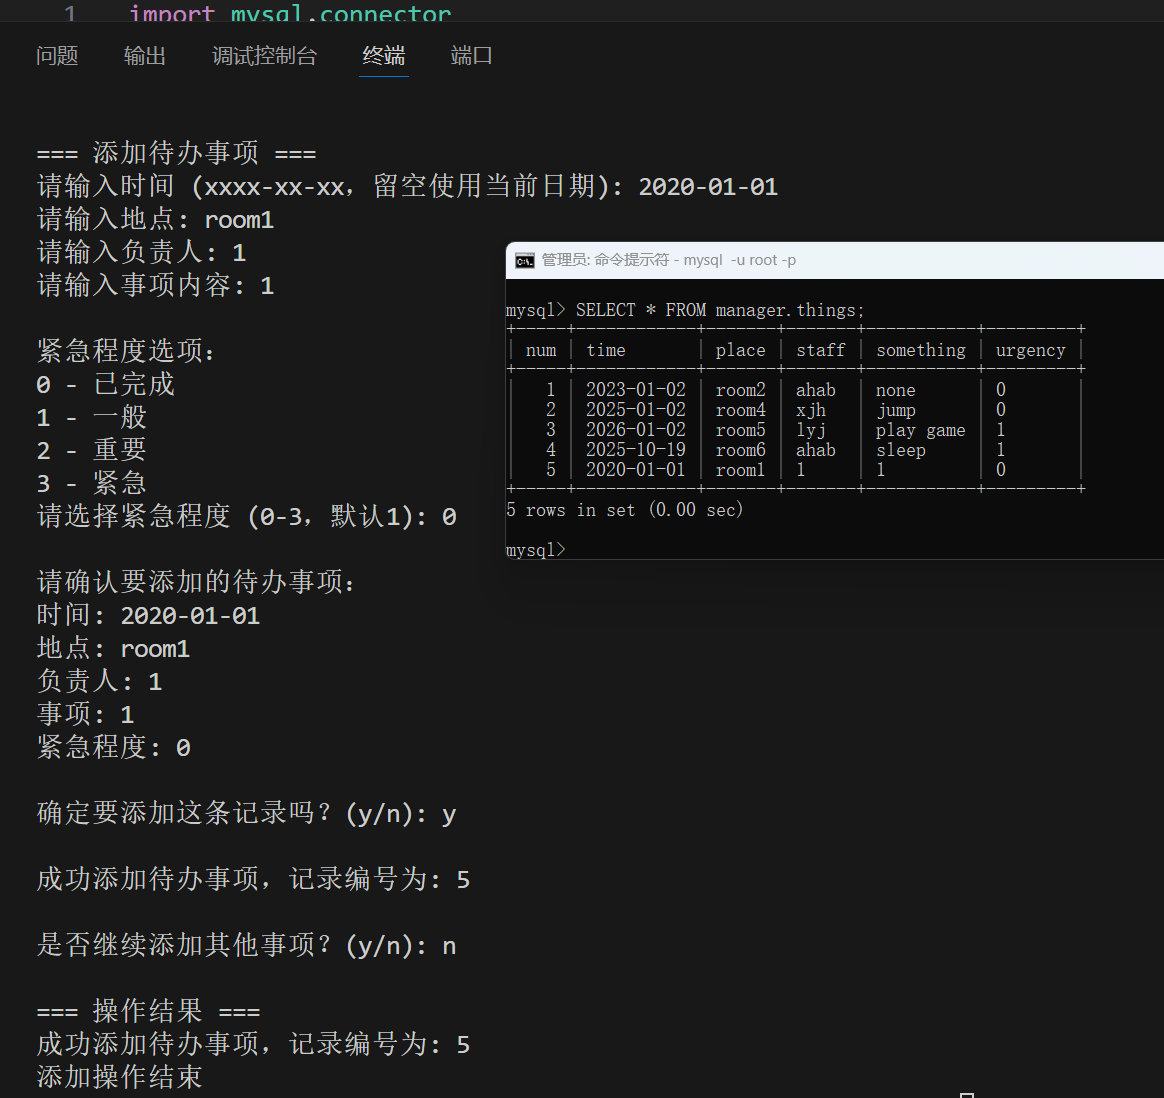 1 import mysql.connector
问题 输出 调试控制台 终端 端口
=== 添加待办事项 ===
请输入时间 (xxxx-xx-xx，留空使用当前日期): 2020-01-01
请输入地点: room1
请输入负责人: 1
请输入事项内容: 1
紧急程度选项:
0 - 已完成
1 - 一般
2 - 重要
3 - 紧急
请选择紧急程度 (0-3，默认1): 0
请确认要添加的待办事项:
时间: 2020-01-01
地点: room1
负责人: 1
事项: 1
紧急程度: 0
确定要添加这条记录吗？(y/n): y
成功添加待办事项，记录编号为: 5
是否继续添加其他事项？(y/n): n
=== 操作结果 ===
成功添加待办事项，记录编号为: 5
添加操作结束
管理员: 命令提示符 - mysql  -u root -p
mysql> SELECT * FROM manager.things;
+-----+------------+-------+-------+-----------+---------+
| num | time       | place | staff | something | urgency |
+-----+------------+-------+-------+-----------+---------+
|   1 | 2023-01-02 | room2 | ahab  | none      | 0       |
|   2 | 2025-01-02 | room4 | xjh   | jump      | 0       |
|   3 | 2026-01-02 | room5 | lyj   | play game | 1       |
|   4 | 2025-10-19 | room6 | ahab  | sleep     | 1       |
|   5 | 2020-01-01 | room1 | 1     | 1         | 0       |
+-----+------------+-------+-------+-----------+---------+
5 rows in set (0.00 sec)
mysql>